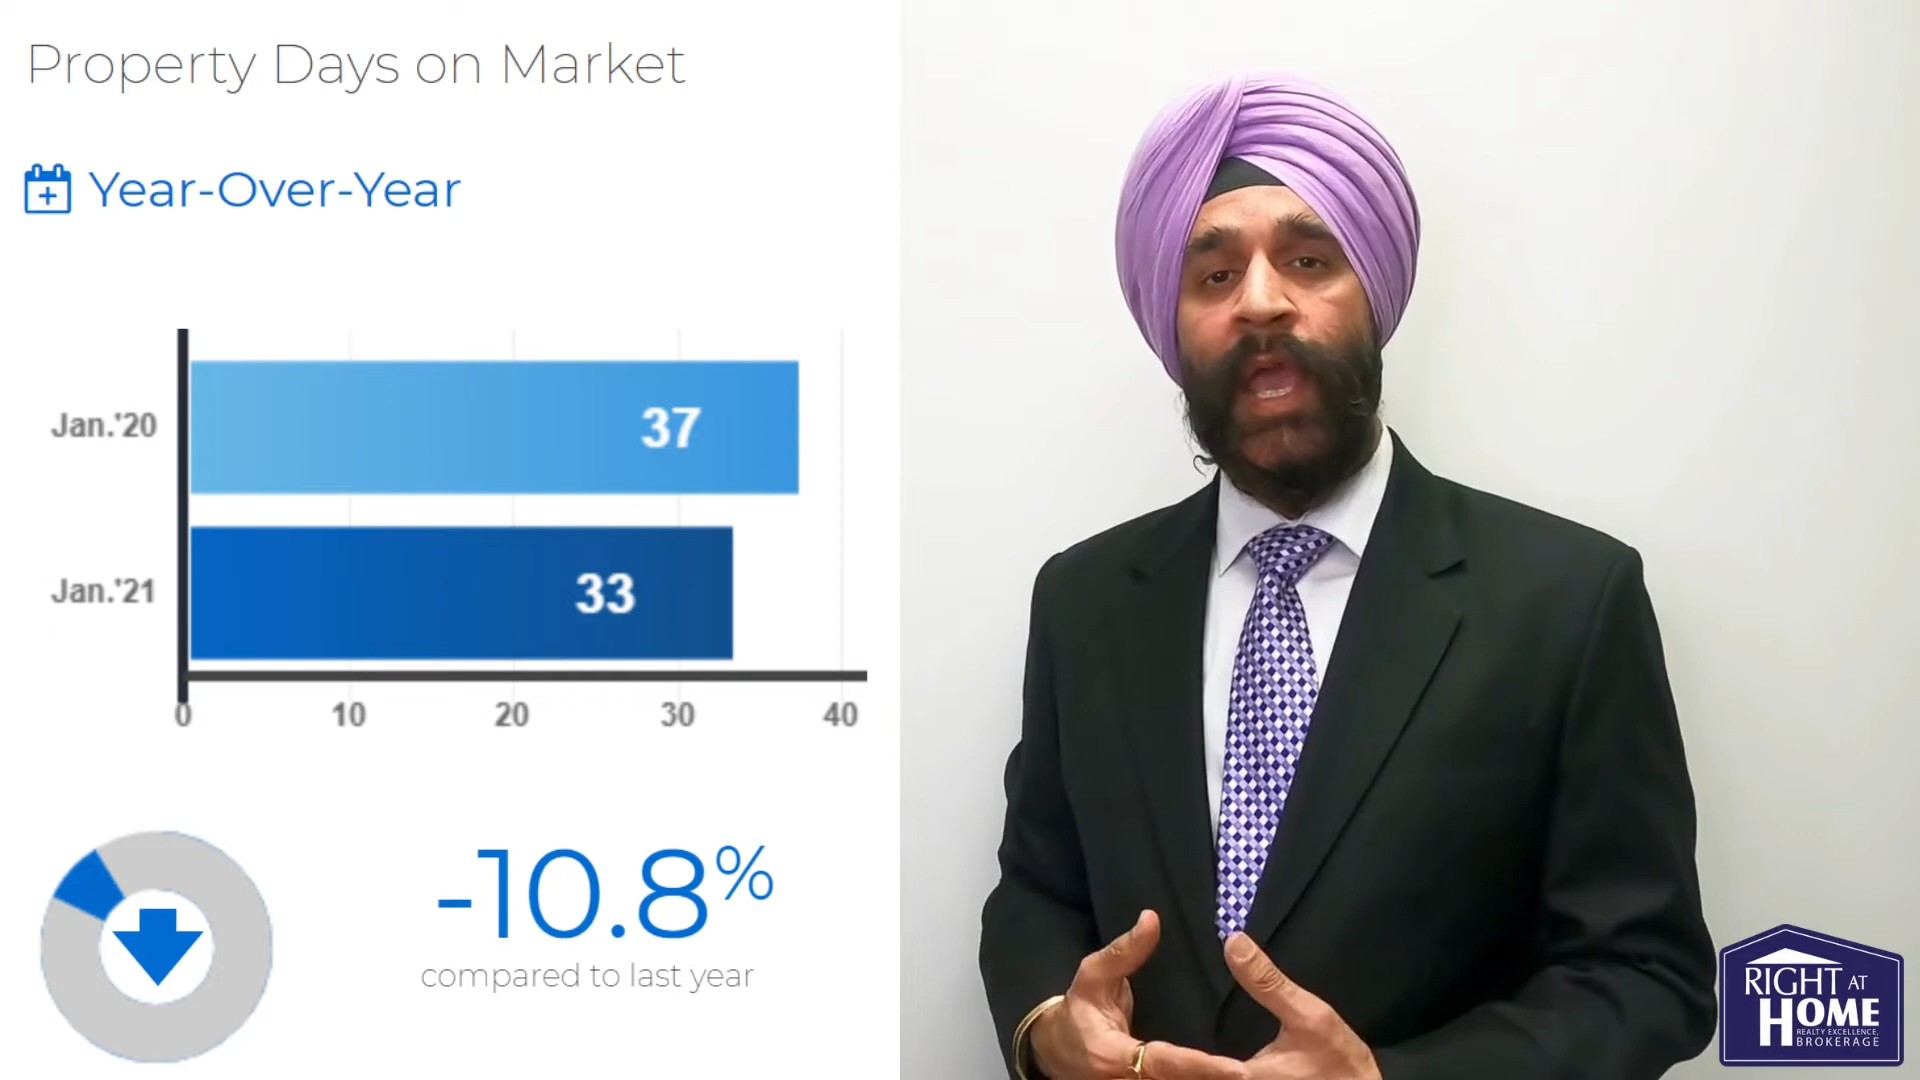 Property Days on Market
Year-Over-Year
Jan.'20
37
Jan.'21
33
0 10 20 30 40
-10.8%
compared to last year
RIGHT AT
HOME
REALTY EXCELLENCE,
BROKERAGE